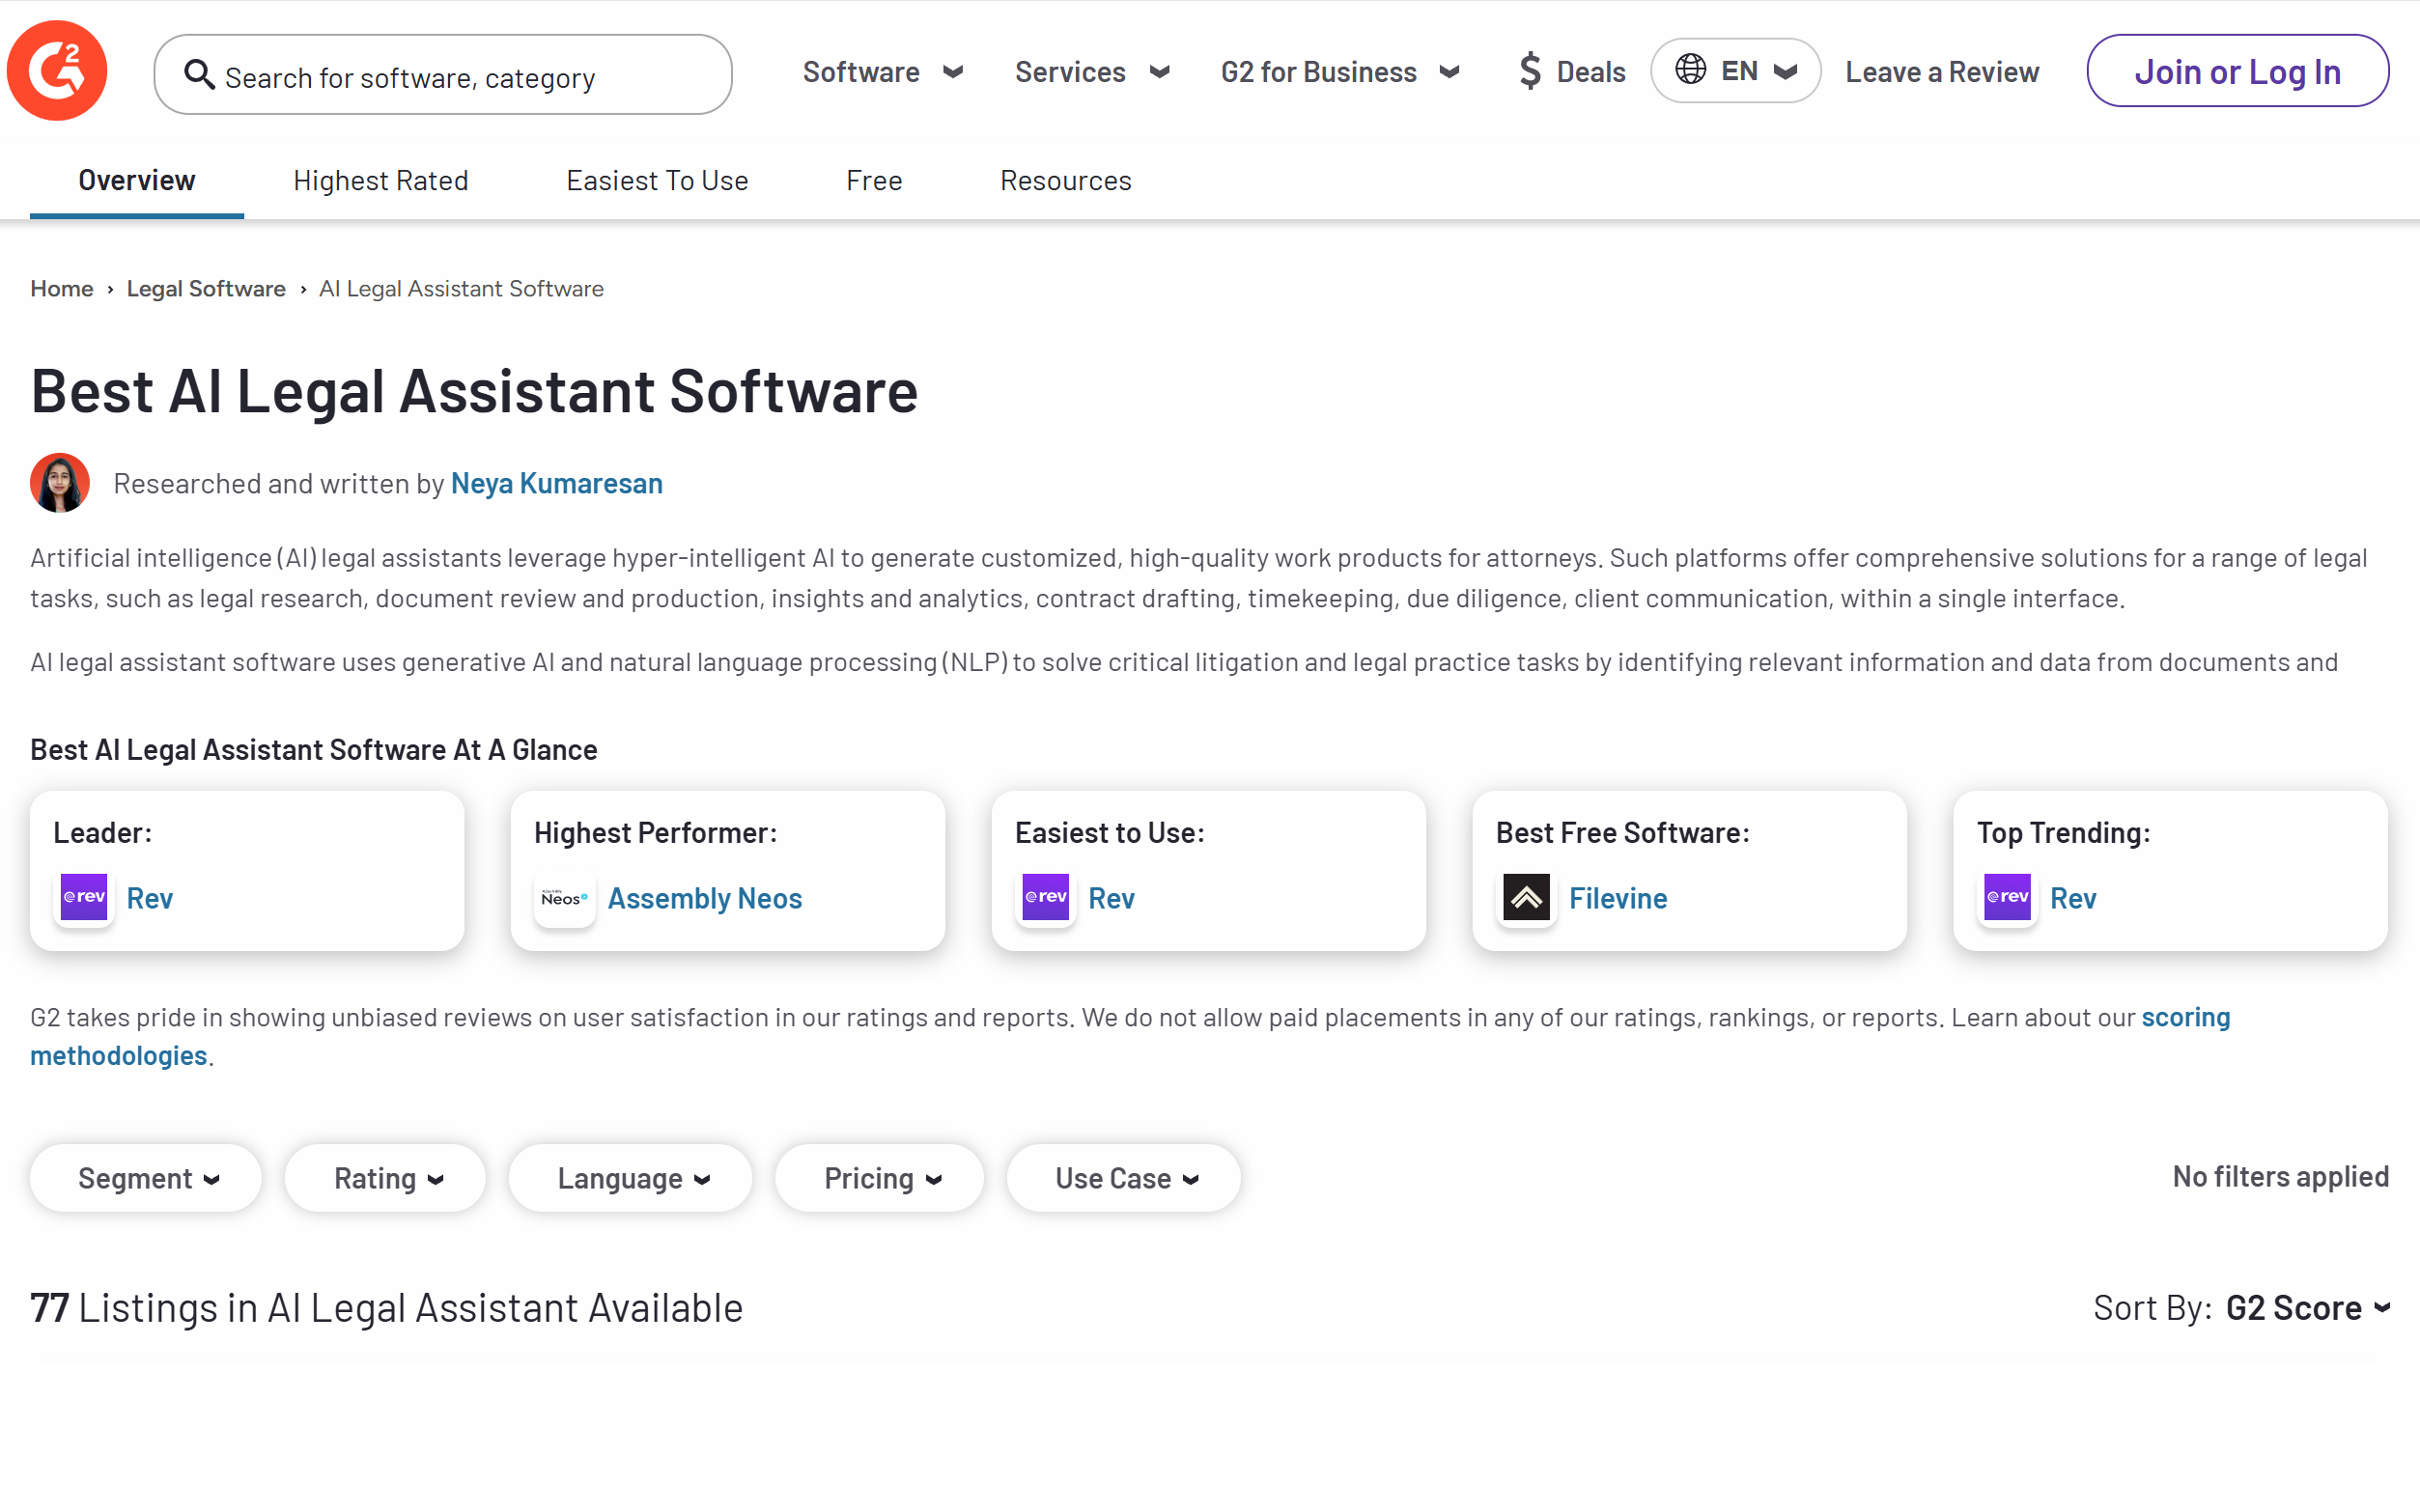 G2
Search for software, category
Software
Services
G2 for Business
$ Deals
EN
Leave a Review
Join or Log In
Overview
Highest Rated
Easiest To Use
Free
Resources
Home › Legal Software › AI Legal Assistant Software
Best AI Legal Assistant Software
Researched and written by Neya Kumaresan
Artificial intelligence (AI) legal assistants leverage hyper-intelligent AI to generate customized, high-quality work products for attorneys. Such platforms offer comprehensive solutions for a range of legal
tasks, such as legal research, document review and production, insights and analytics, contract drafting, timekeeping, due diligence, client communication, within a single interface.
AI legal assistant software uses generative AI and natural language processing (NLP) to solve critical litigation and legal practice tasks by identifying relevant information and data from documents and
Best AI Legal Assistant Software At A Glance
Leader:
rev Rev
Highest Performer:
Neos Assembly Neos
Easiest to Use:
rev Rev
Best Free Software:
Filevine
Top Trending:
rev Rev
G2 takes pride in showing unbiased reviews on user satisfaction in our ratings and reports. We do not allow paid placements in any of our ratings, rankings, or reports. Learn about our scoring
methodologies.
Segment
Rating
Language
Pricing
Use Case
No filters applied
77 Listings in AI Legal Assistant Available
Sort By: G2 Score